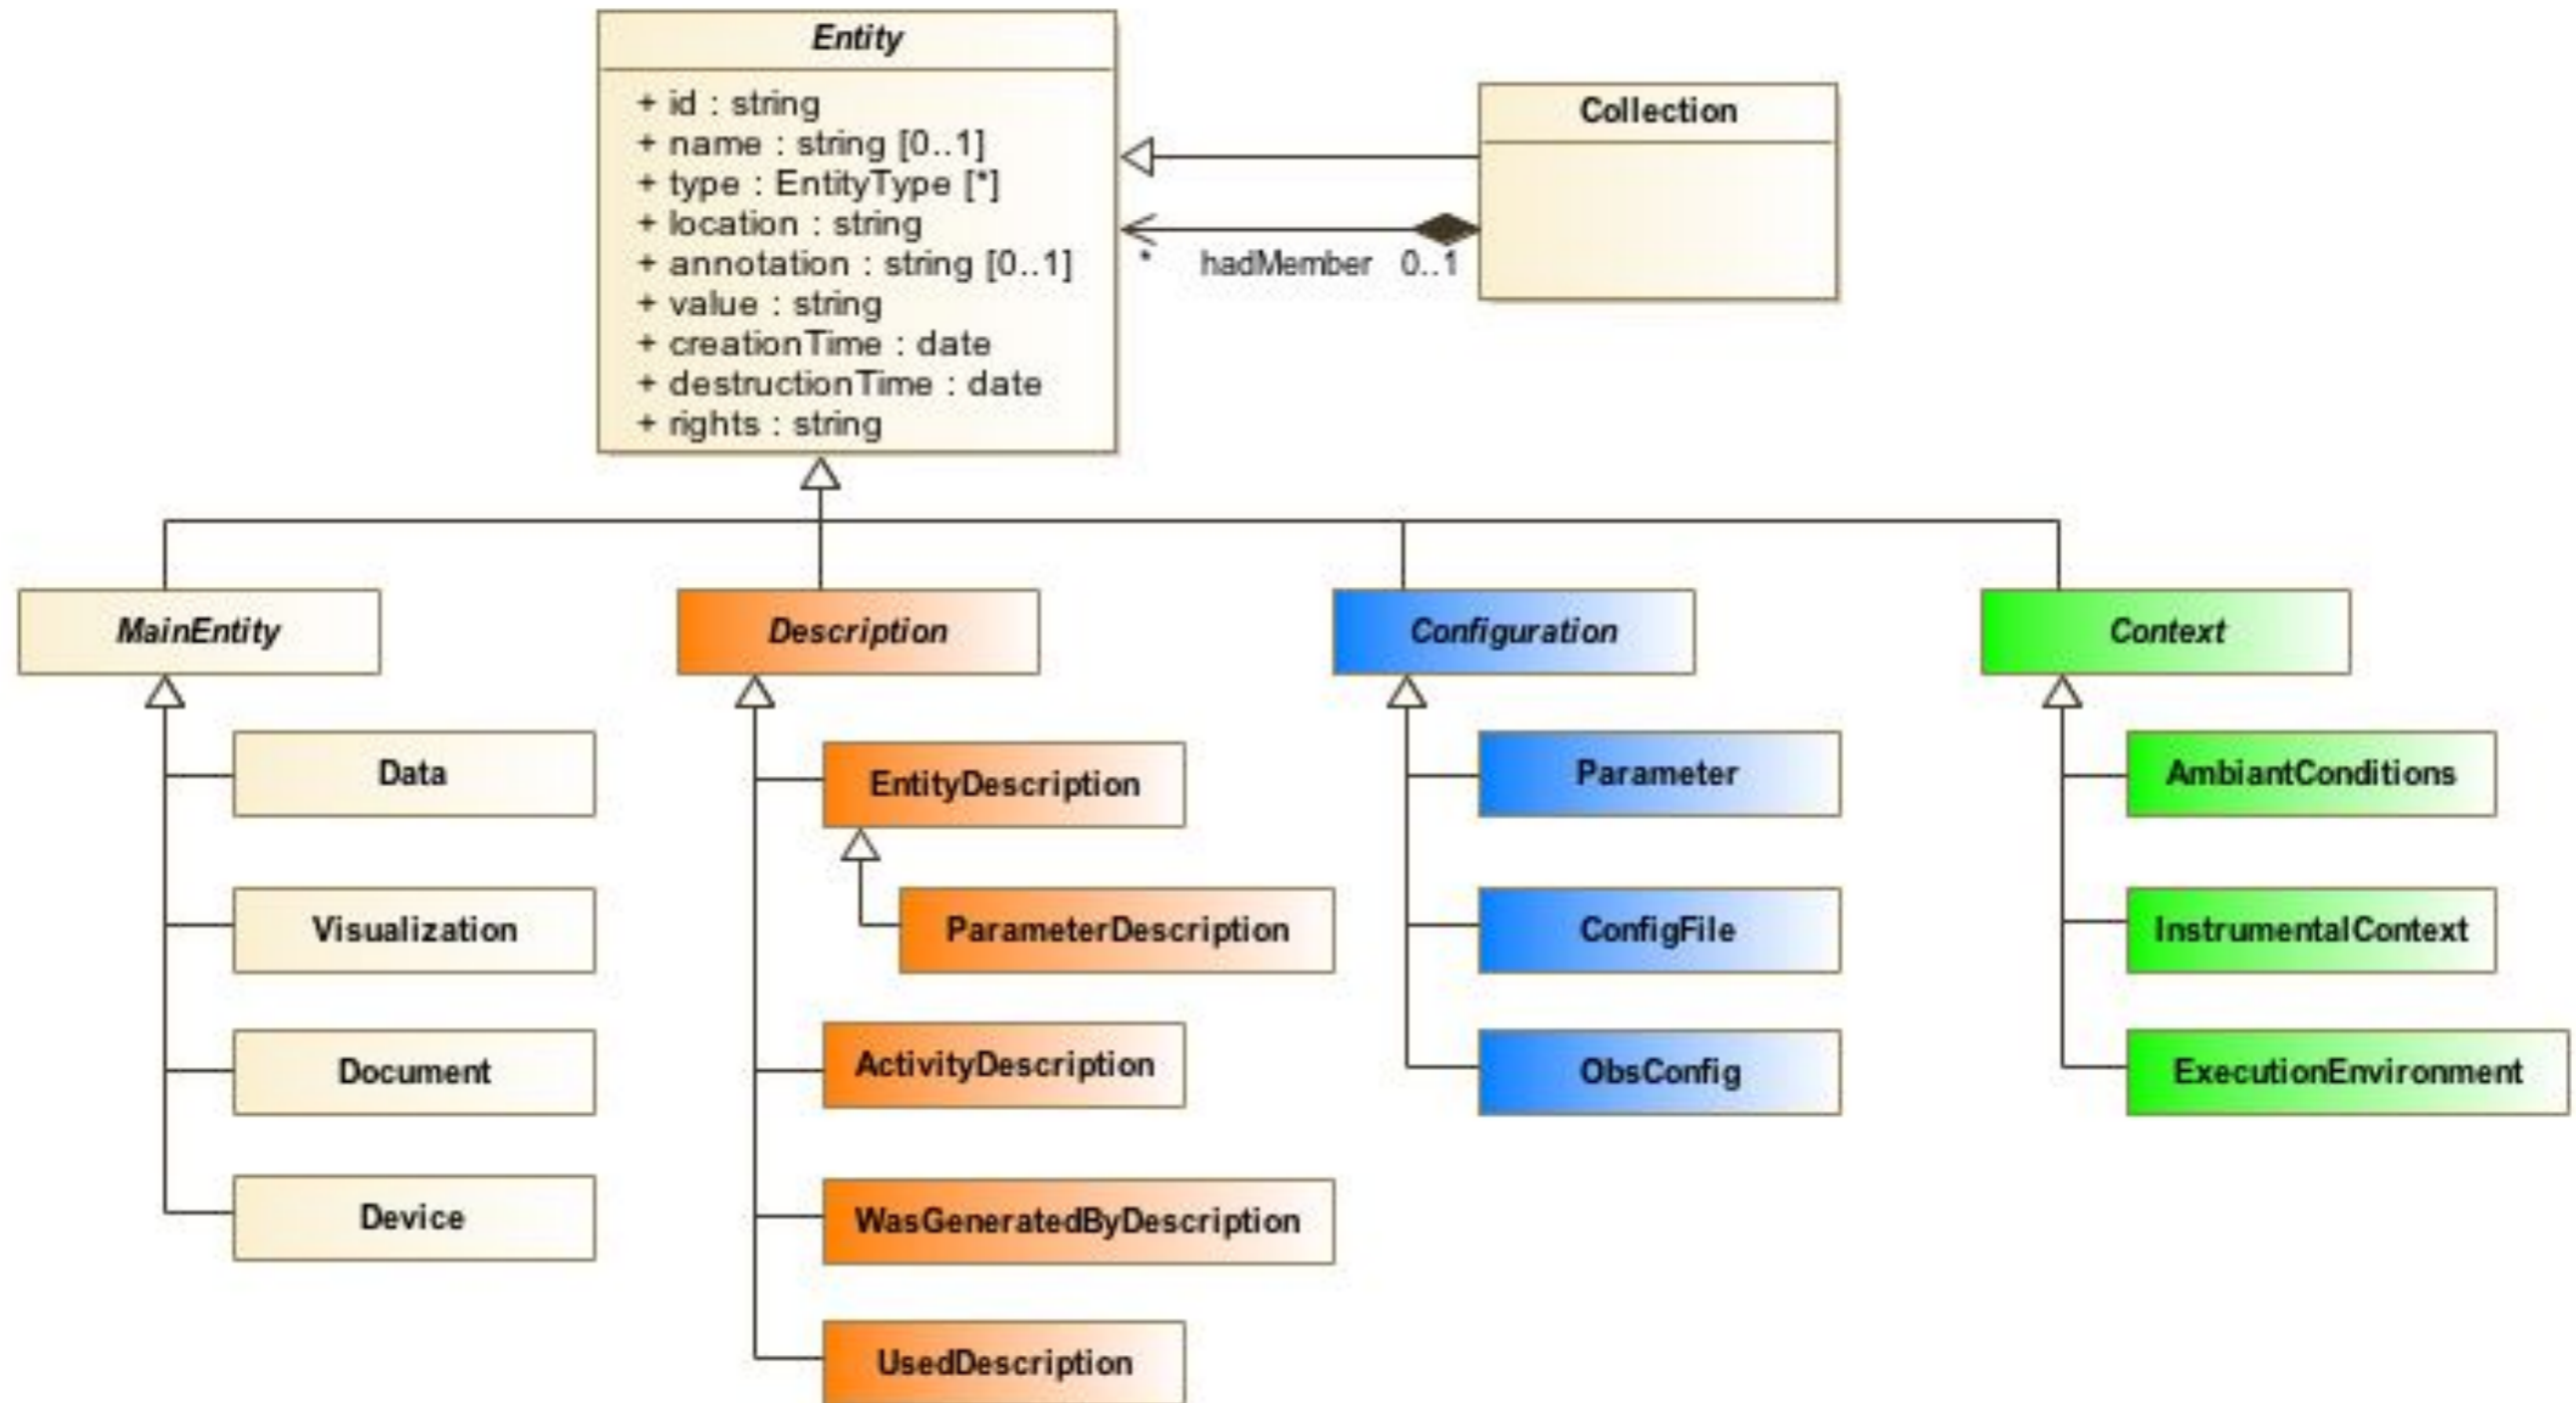 Entity
+ id : string
+ name : string [0..1]
+ type : EntityType [*]
+ location : string
+ annotation : string [0..1]
+ value : string
+ creationTime : date
+ destructionTime : date
+ rights : string
Collection
* hadMember 0..1
MainEntity
Description
Configuration
Context
Data
Visualization
Document
Device
EntityDescription
ParameterDescription
ActivityDescription
WasGeneratedByDescription
UsedDescription
Parameter
ConfigFile
ObsConfig
AmbiantConditions
InstrumentalContext
ExecutionEnvironment